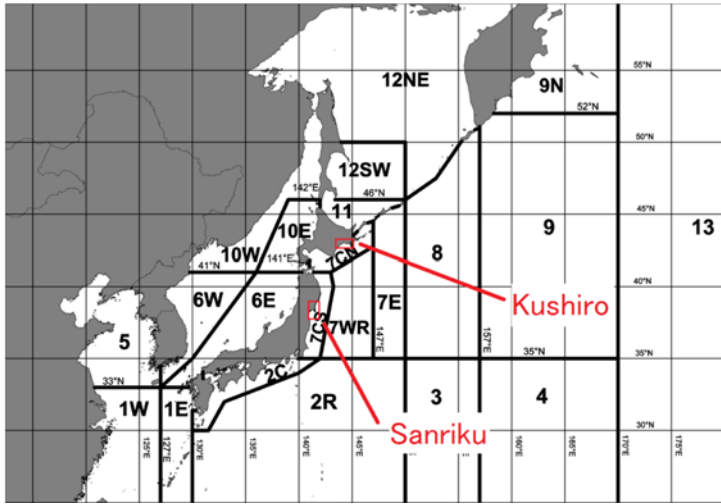 55°N
12NE
9N
52°N
50°N
12SW
142°E
46°N
11
45°N
10E
9
13
10W
8
141°E
7CN
41°N
40°N
6W
6E
7E
Kushiro
5
7CS
7WR
147°E
157°E
35°N
35°N
33°N
2C
1W
1E
2R
3
4
30°N
Sanriku
125°E
127°E
130°E
135°E
140°E
145°E
160°E
165°E
170°E
175°E